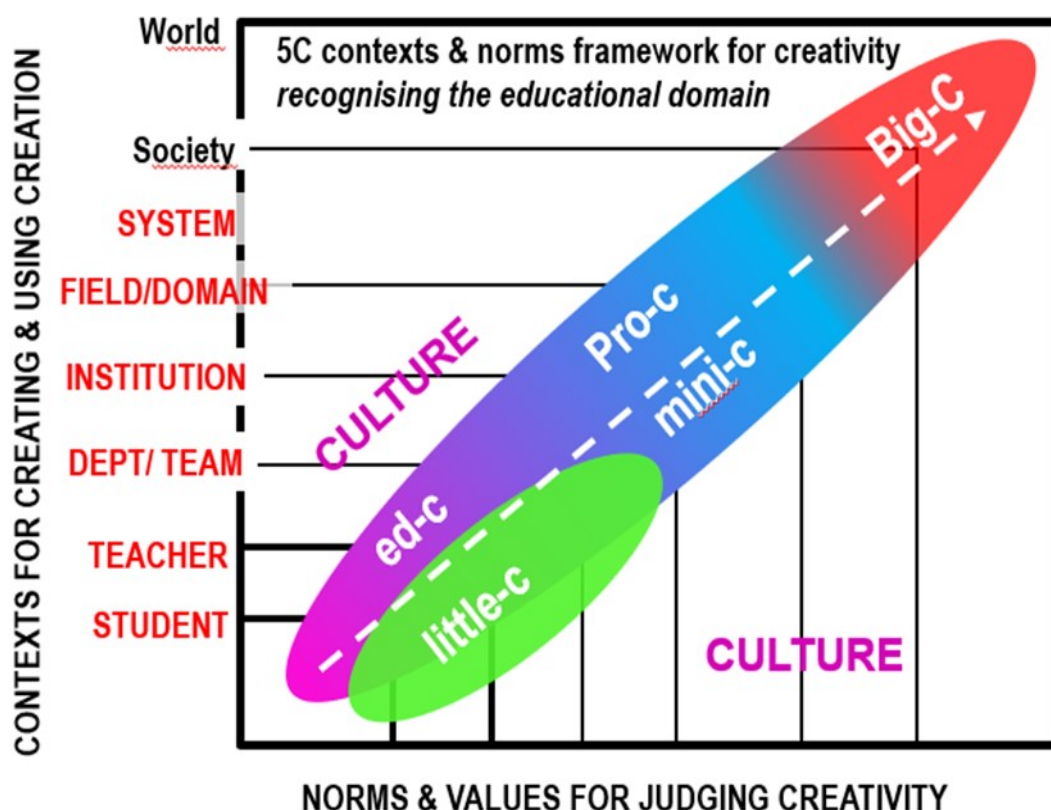 World
5C contexts & norms framework for creativity
recognising the educational domain
Society
SYSTEM
FIELD/DOMAIN
INSTITUTION
DEPT/ TEAM
TEACHER
STUDENT
CONTEXTS FOR CREATING & USING CREATION
CULTURE
Big-C
Pro-c
mini-c
ed-c
little-c
CULTURE
NORMS & VALUES FOR JUDGING CREATIVITY